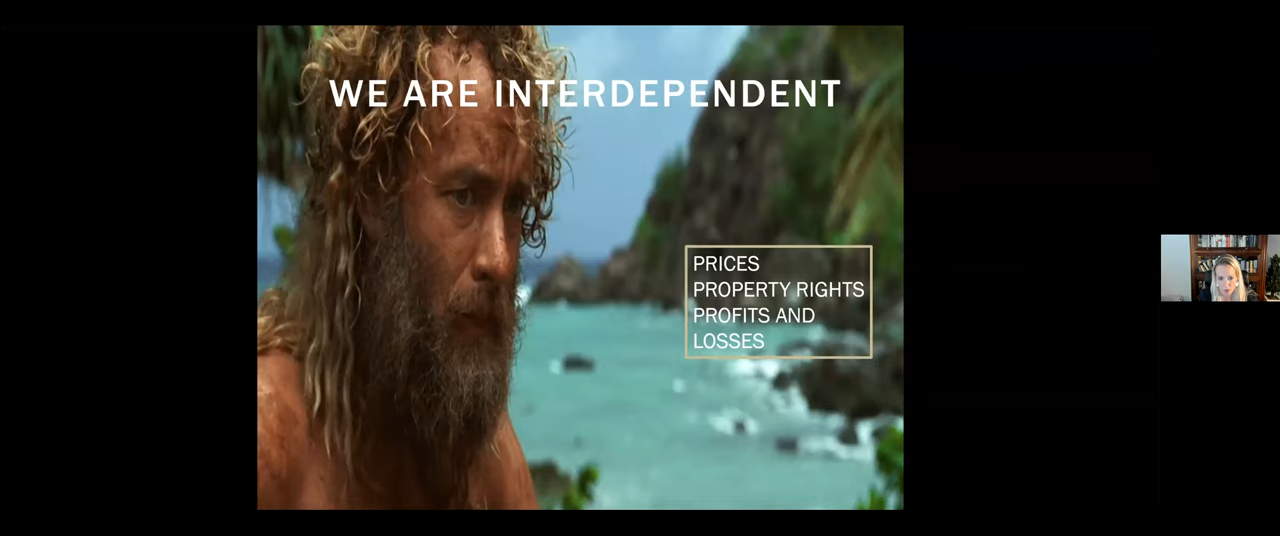 WE ARE INTERDEPENDENT
PRICES
PROPERTY RIGHTS
PROFITS AND
LOSSES